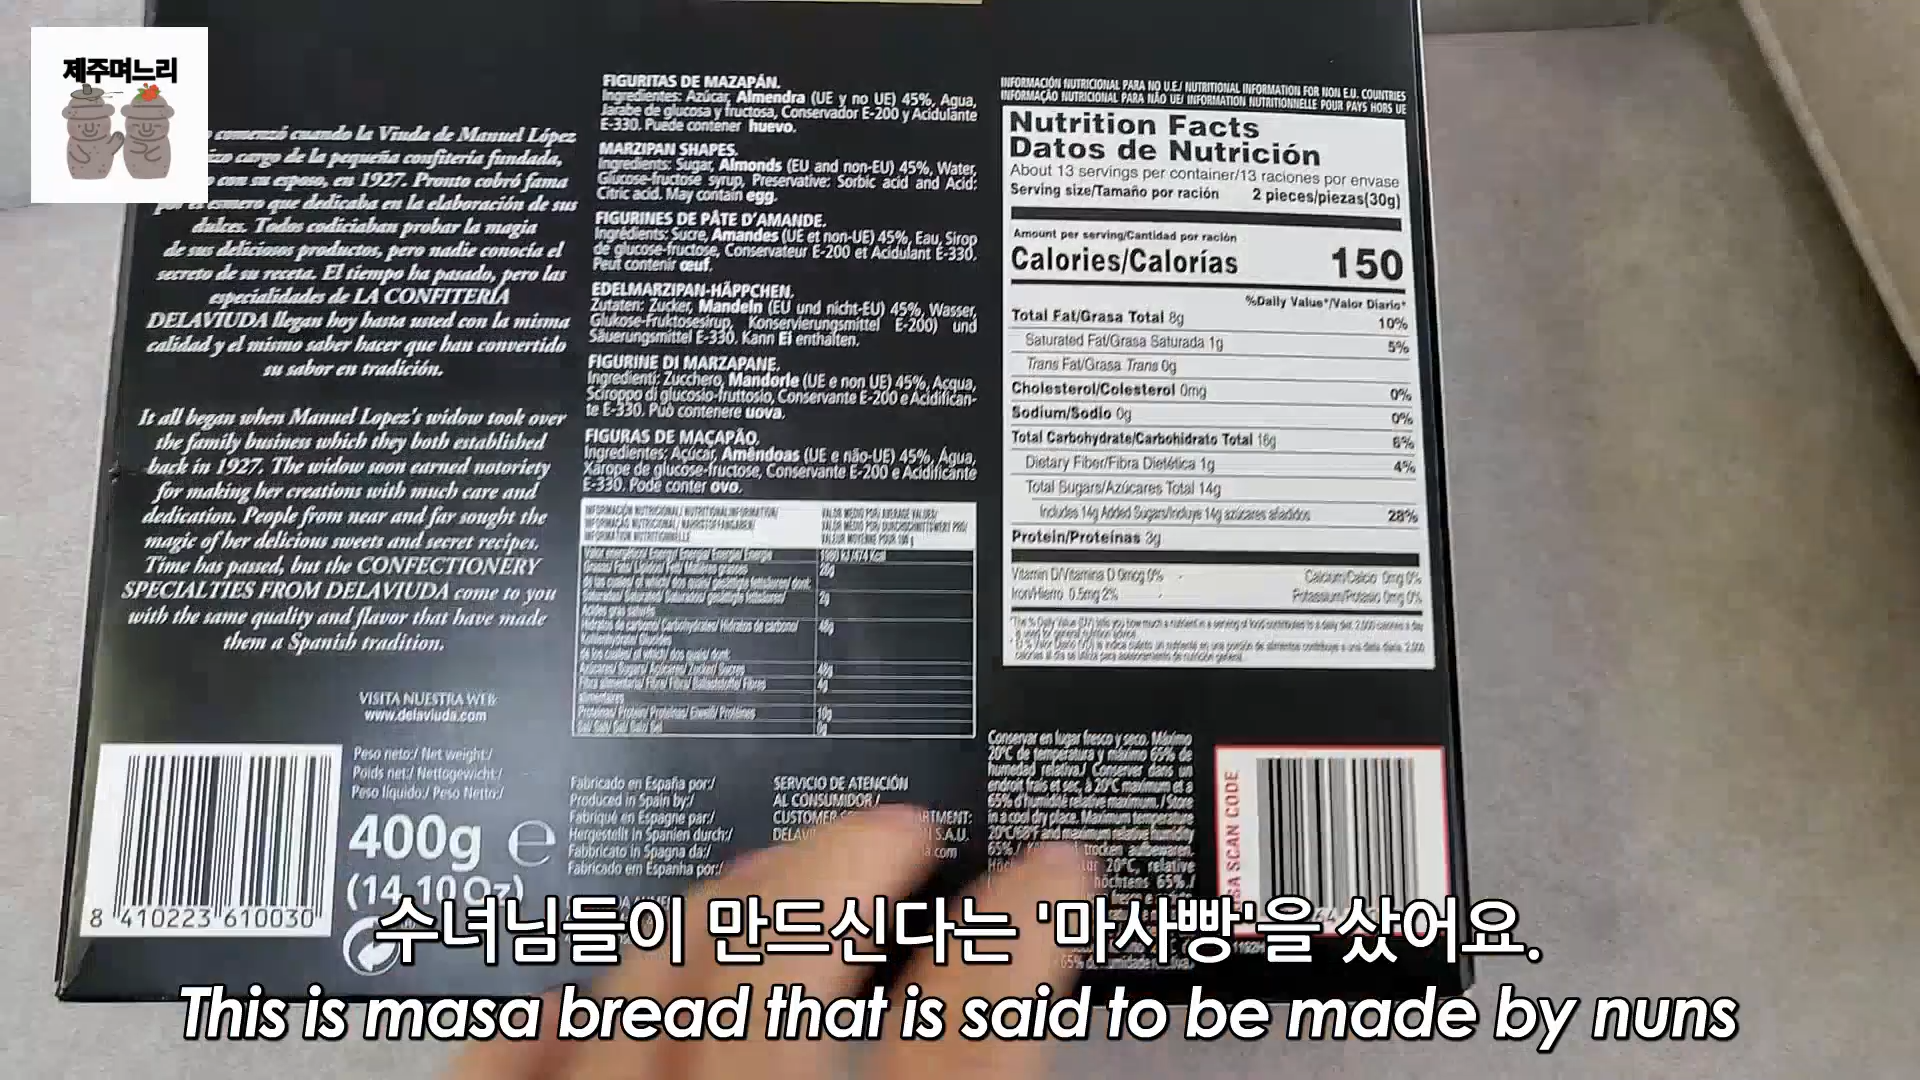 제주며느리
comenzó cuando la Viuda de Manuel López
cargo de la pequeña confitería fundada,
con su esposo, en 1927. Pronto cobró fama
esmero que dedicaba en la elaboración de sus
dulces. Todos codiciaban probar la magia
de sus deliciosos productos, pero nadie conocía el
secreto de su receta. El tiempo ha pasado, pero las
especialidades de LA CONFITERÍA
DELAVIUDA llegan hoy hasta usted con la misma
calidad y el mismo saber hacer que han convertido
su sabor en tradición.
It all began when Manuel Lopez's widow took over
the family business which they both established
back in 1927. The widow soon earned notoriety
for making her creations with much care and
dedication. People from near and far sought the
magic of her delicious sweets and secret recipes.
Time has passed, but the CONFECTIONERY
SPECIALTIES FROM DELAVIUDA come to you
with the same quality and flavor that have made
them a Spanish tradition.
VISITA NUESTRA WEB
www.delaviuda.com
8 410223 610030
Peso neto:/ Net weight:/
Poids net:/ Nettogewicht:/
Peso líquido:/ Peso Netto:/
400g e
(14,10 Oz)
FIGURITAS DE MAZAPÁN.
Ingredientes: Azúcar, Almendra (UE y no UE) 45%, Agua,
Jarabe de glucosa y fructosa, Conservador E-200 y Acidulante
E-330. Puede contener huevo.
MARZIPAN SHAPES.
Ingredients: Sugar, Almonds (EU and non-EU) 45%, Water,
Glucose-fructose syrup, Preservative: Sorbic acid and Acid:
Citric acid. May contain egg.
FIGURINES DE PÂTE D'AMANDE.
Ingrédients: Sucre, Amandes (UE et non-UE) 45%, Eau, Sirop
de glucose-fructose, Conservateur E-200 et Acidulant E-330.
Peut contenir œuf.
EDELMARZIPAN-HÄPPCHEN.
Zutaten: Zucker, Mandeln (EU und nicht-EU) 45%, Wasser,
Glukose-Fruktosesirup, Konservierungsmittel E-200) und
Säuerungsmittel E-330. Kann Ei enthalten.
FIGURINE DI MARZAPANE.
Ingredienti: Zucchero, Mandorle (UE e non UE) 45%, Acqua,
Sciroppo di glucosio-fruttosio, Conservante E-200 e Acidifican-
te E-330. Può contenere uova.
FIGURAS DE MAÇAPÃO.
Ingredientes: Açúcar, Amêndoas (UE e não-UE) 45%, Água,
Xarope de glucose-fructose, Conservante E-200 e Acidificante
E-330. Pode conter ovo.
1980 kJ /474 Kcal
28g
2g
48g
48g
4g
10g
0g
Fabricado en España por:/
Produced in Spain by:/
Fabriqué en Espagne par:/
Hergestellt in Spanien durch:/
Fabbricato in Spagna da:/
Fabricado em Espanha por:/
SERVICIO DE ATENCIÓN
AL CONSUMIDOR /
CUSTOMER
S.A.U.
INFORMACIÓN NUTRICIONAL PARA NO U.E./ NUTRITIONAL INFORMATION FOR NON E.U. COUNTRIES
INFORMAÇÃO NUTRICIONAL PARA NÃO UE/ INFORMATION NUTRITIONNELLE POUR PAYS HORS UE
Nutrition Facts
Datos de Nutrición
About 13 servings per container/13 raciones por envase
Serving size/Tamaño por ración 2 pieces/piezas(30g)
Amount per serving/Cantidad por ración
Calories/Calorías 150
%Daily Value*/Valor Diario*
Total Fat/Grasa Total 8g 10%
Saturated Fat/Grasa Saturada 1g 5%
Trans Fat/Grasa Trans 0g
Cholesterol/Colesterol 0mg 0%
Sodium/Sodio 0g 0%
Total Carbohydrate/Carbohidrato Total 16g 6%
Dietary Fiber/Fibra Dietética 1g 4%
Total Sugars/Azúcares Total 14g
Includes 14g Added Sugars/Incluye 14g azúcares añadidos 28%
Protein/Proteínas 3g
Vitamin D/Vitamina D 0mcg 0% Calcium/Calcio 0mg 0%
Iron/Hierro 0.5mg 2% Potassium/Potasio 0mg 0%
Conservar en lugar fresco y seco. Máximo
20ºC de temperatura y máximo 65% de
humedad relativa./ Conserver dans un
endroit frais et sec, à 20ºC maximum et à
65% d'humidité relative maximum. / Store
in a cool dry place. Maximum temperature
20ºC/68ºF and maximum relative humidity
65%./ trocken aufbewaren.
20ºC, relative
höchtens 65%./
SCAN CODE
수녀님들이 만드신다는 '마사빵'을 샀어요.
This is masa bread that is said to be made by nuns